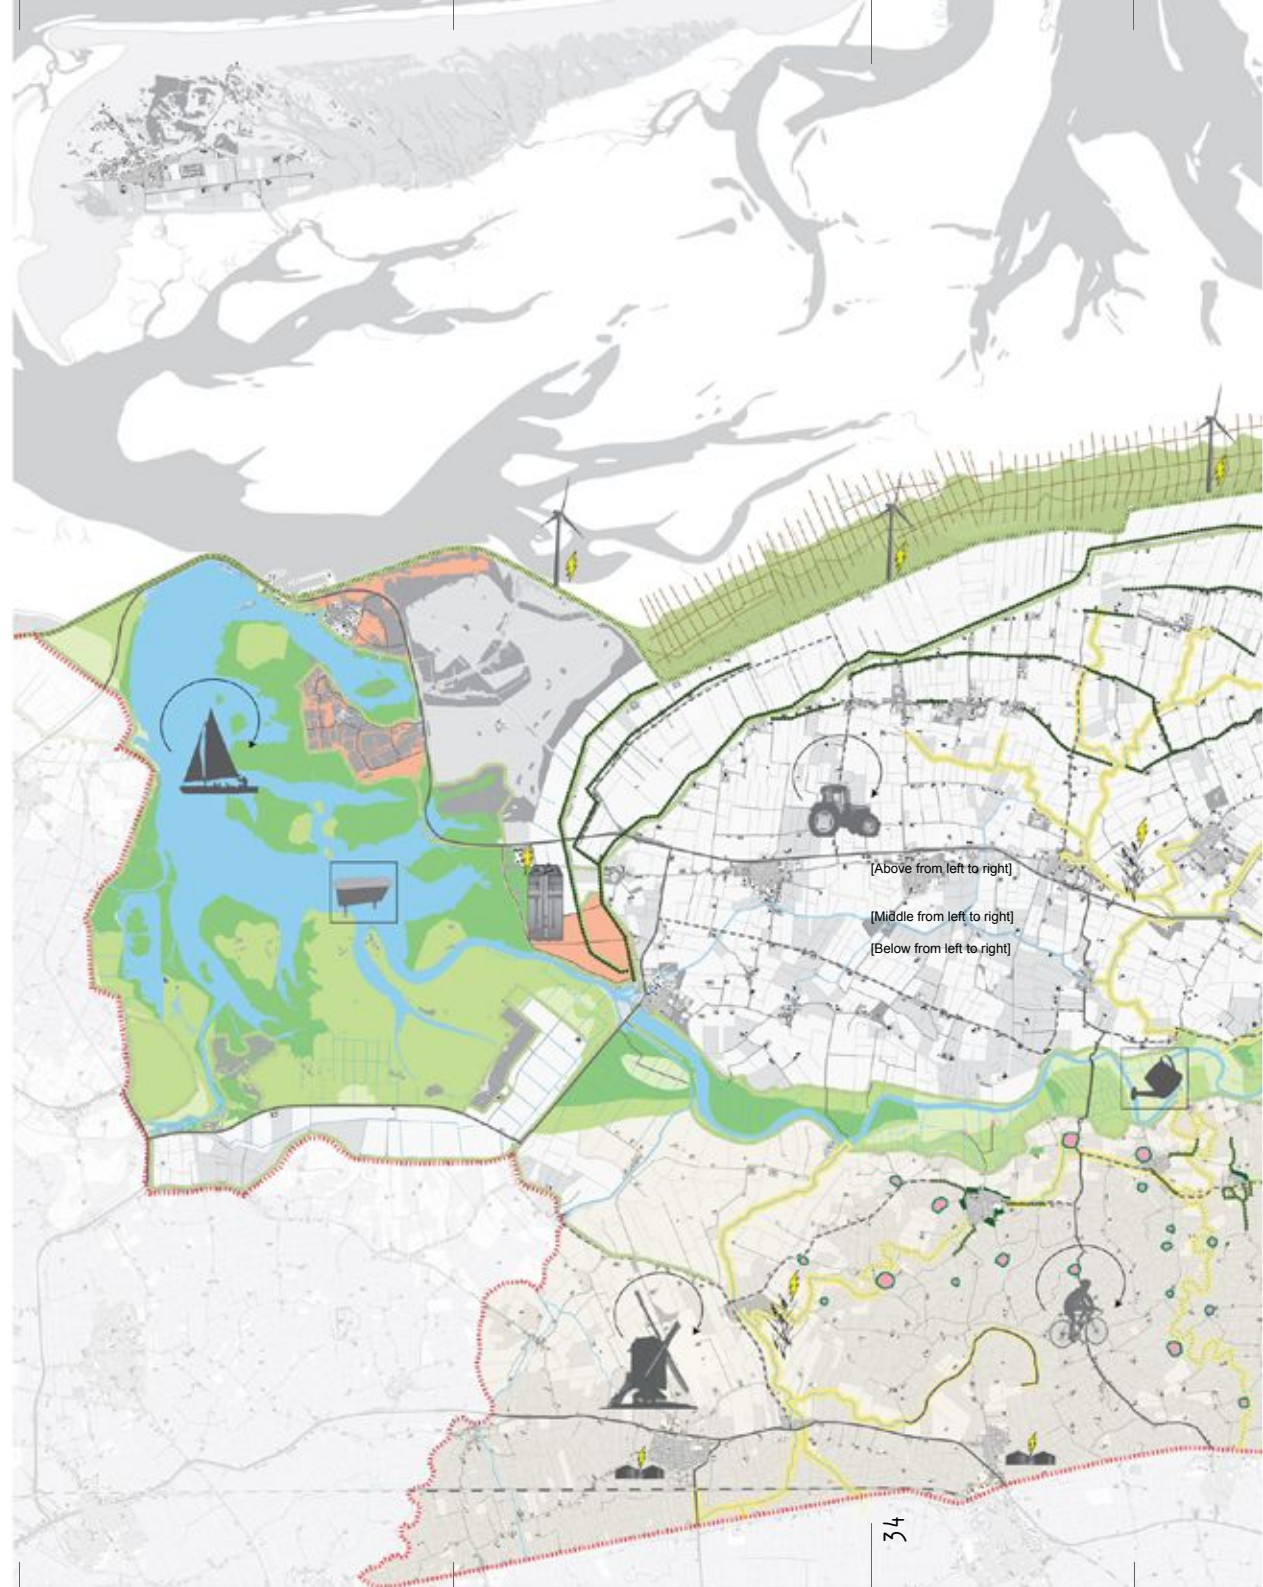 [Above from left to right]
[Middle from left to right]
[Below from left to right]
34